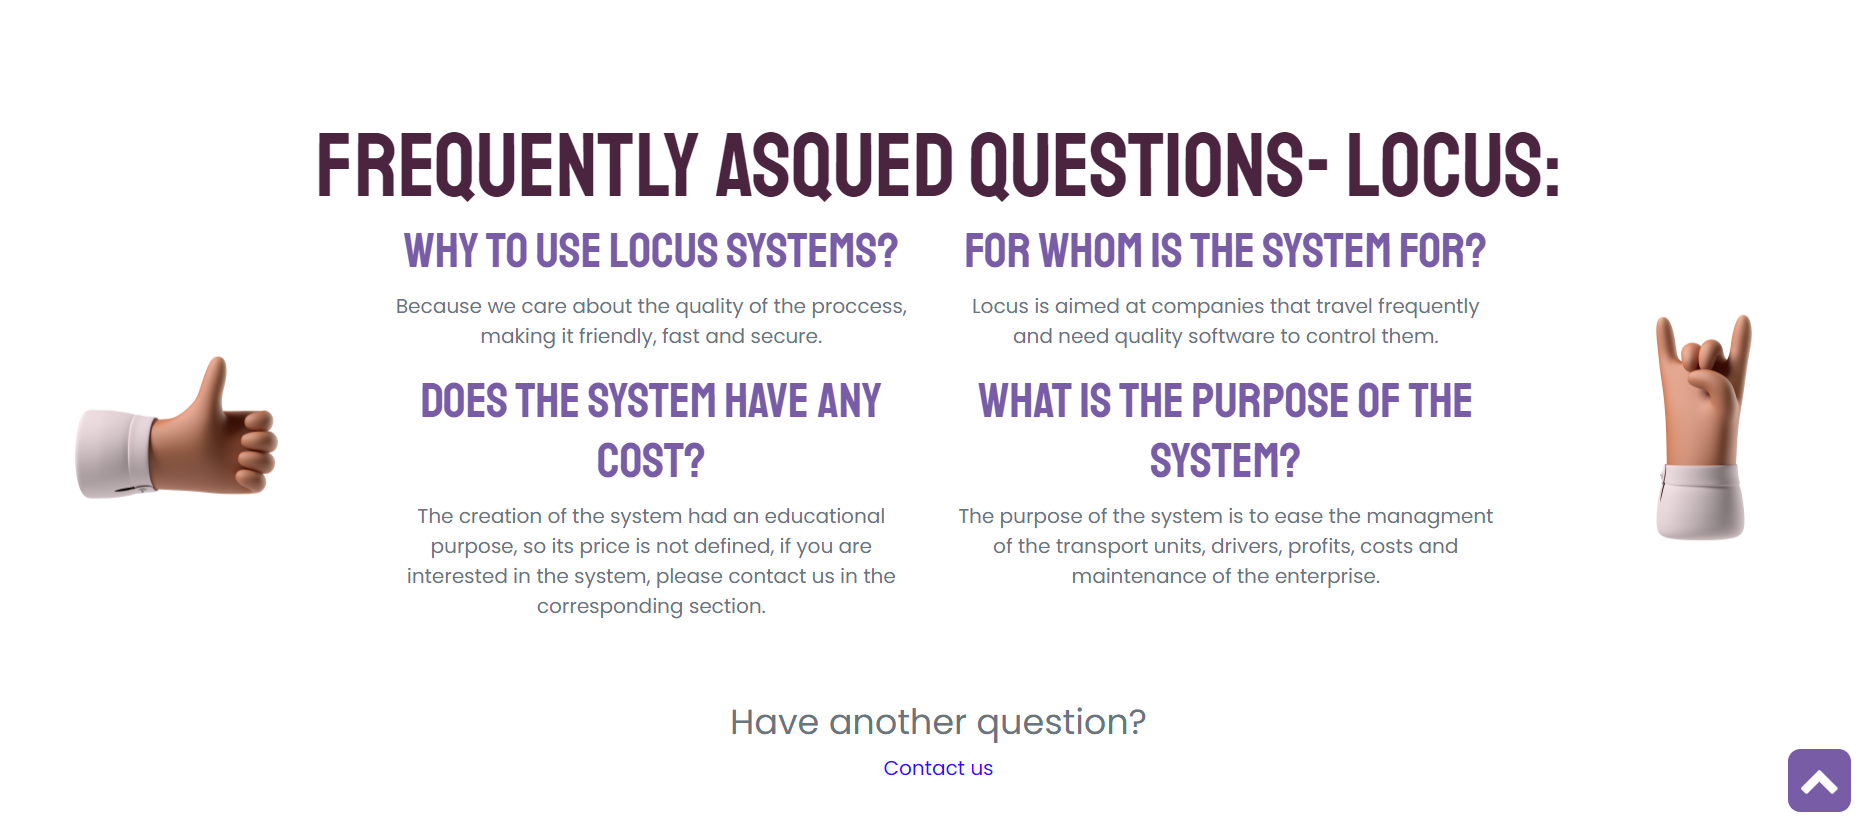 FREQUENTLY ASQUED QUESTIONS- LOCUS:
WHY TO USE LOCUS SYSTEMS?
Because we care about the quality of the proccess,
making it friendly, fast and secure.
FOR WHOM IS THE SYSTEM FOR?
Locus is aimed at companies that travel frequently
and need quality software to control them.
DOES THE SYSTEM HAVE ANY
COST?
The creation of the system had an educational
purpose, so its price is not defined, if you are
interested in the system, please contact us in the
corresponding section.
WHAT IS THE PURPOSE OF THE
SYSTEM?
The purpose of the system is to ease the managment
of the transport units, drivers, profits, costs and
maintenance of the enterprise.
Have another question?
Contact us